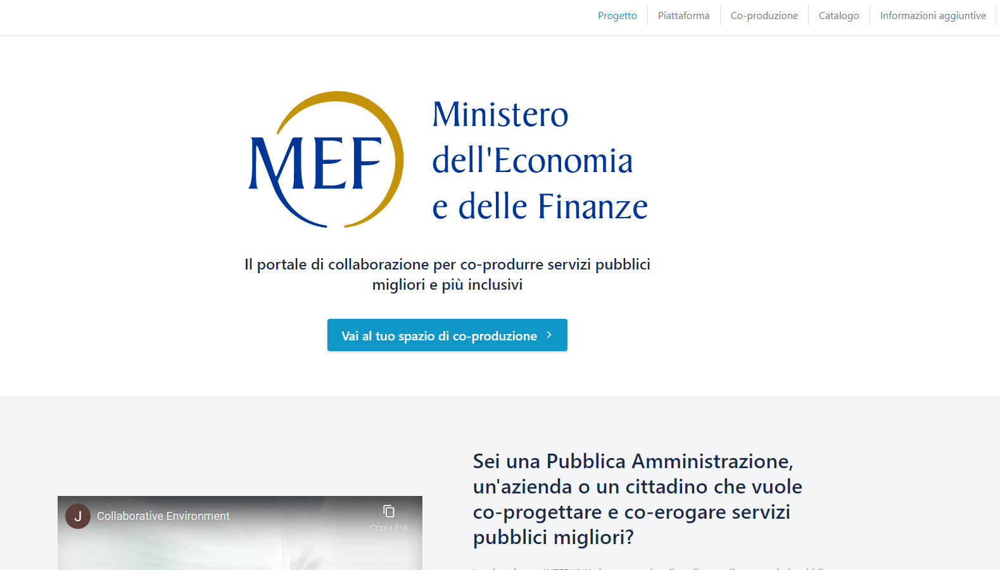 Progetto Piattaforma Co-produzione Catalogo Informazioni aggiuntive
MEF
Ministero
dell'Economia
e delle Finanze
Il portale di collaborazione per co-produrre servizi pubblici
migliori e più inclusivi
Vai al tuo spazio di co-produzione
J Collaborative Environment
Copia link
Sei una Pubblica Amministrazione,
un'azienda o un cittadino che vuole
co-progettare e co-erogare servizi
pubblici migliori?